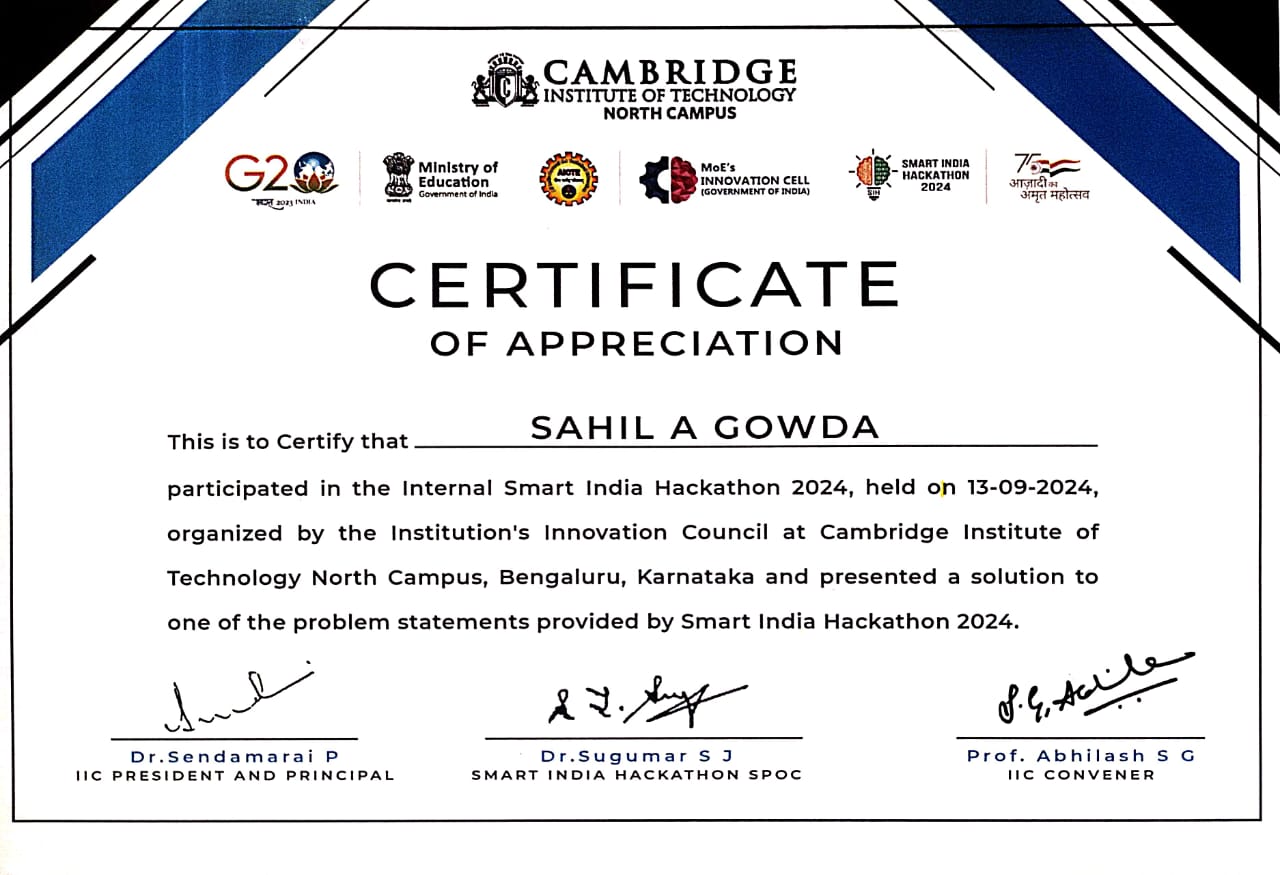 CAMBRIDGE
INSTITUTE OF TECHNOLOGY
NORTH CAMPUS
G20
2023 INDIA
Ministry of
Education
Government of India
AICTE
MoE's
INNOVATION CELL
(GOVERNMENT OF INDIA)
SIH
SMART INDIA
HACKATHON
2024
75
आज़ादी का
अमृत महोत्सव
CERTIFICATE
OF APPRECIATION
This is to Certify that SAHIL A GOWDA
participated in the Internal Smart India Hackathon 2024, held on 13-09-2024,
organized by the Institution's Innovation Council at Cambridge Institute of
Technology North Campus, Bengaluru, Karnataka and presented a solution to
one of the problem statements provided by Smart India Hackathon 2024.
Dr.Sendamarai P
IIC PRESIDENT AND PRINCIPAL
Dr.Sugumar S J
SMART INDIA HACKATHON SPOC
Prof. Abhilash S G
IIC CONVENER